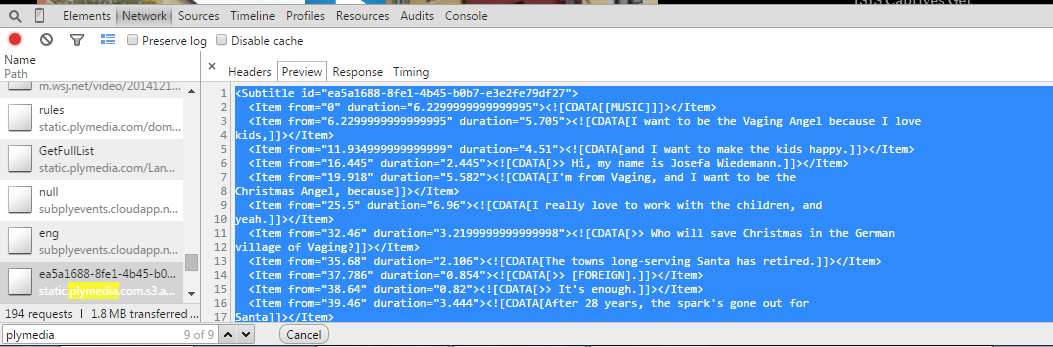 ISIS Captives Get
Elements Network Sources Timeline Profiles Resources Audits Console
Preserve log Disable cache
Name
Path
m.wsj.net/video/2014121...
rules
static.plymedia.com/dom...
GetFullList
static.plymedia.com/Lan...
null
subplyevents.cloudapp.n...
eng
subplyevents.cloudapp.n...
ea5a1688-8fe1-4b45-b0...
static.plymedia.com.s3.a...
194 requests | 1.8 MB transferred ...
× Headers Preview Response Timing
1 <Subtitle id="ea5a1688-8fe1-4b45-b0b7-e3e2fe79df27">
2 <Item from="0" duration="6.2299999999999995"><![CDATA[[MUSIC]]]></Item>
3 <Item from="6.2299999999999995" duration="5.705"><![CDATA[I want to be the Vaging Angel because I love
4 kids,]]></Item>
5 <Item from="11.934999999999999" duration="4.51"><![CDATA[and I want to make the kids happy.]]></Item>
6 <Item from="16.445" duration="2.445"><![CDATA[>> Hi, my name is Josefa Wiedemann.]]></Item>
7 <Item from="19.918" duration="5.582"><![CDATA[I'm from Vaging, and I want to be the
8 Christmas Angel, because]]></Item>
9 <Item from="25.5" duration="6.96"><![CDATA[I really love to work with the children, and
10 yeah.]]></Item>
11 <Item from="32.46" duration="3.2199999999999998"><![CDATA[>> Who will save Christmas in the German
12 village of Vaging?]]></Item>
13 <Item from="35.68" duration="2.106"><![CDATA[The towns long-serving Santa has retired.]]></Item>
14 <Item from="37.786" duration="0.854"><![CDATA[>> [FOREIGN].]]></Item>
15 <Item from="38.64" duration="0.82"><![CDATA[>> It's enough.]]></Item>
16 <Item from="39.46" duration="3.444"><![CDATA[After 28 years, the spark's gone out for
17 Santa]]></Item>
plymedia 9 of 9 Cancel